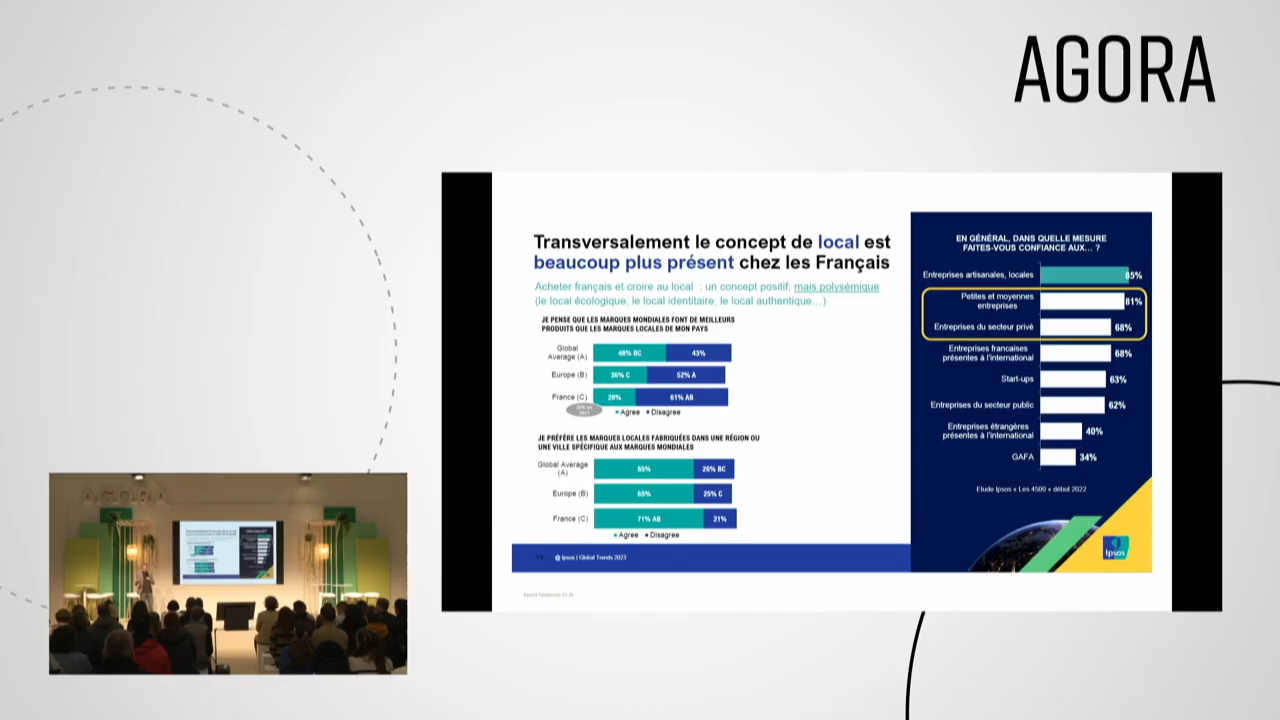 AGORA
Transversalement le concept de local est
beaucoup plus présent chez les Français
Acheter français et croire au local : un concept positif, mais polysémique
(le local écologique, le local identitaire, le local authentique…)
JE PENSE QUE LES MARQUES MONDIALES FONT DE MEILLEURS
PRODUITS QUE LES MARQUES LOCALES DE MON PAYS
Global
Average (A)
48% BC
43%
Europe (B)
36% C
52% A
France (C)
28%
61% AB
Agree
Disagree
JE PRÉFÈRE LES MARQUES LOCALES FABRIQUÉES DANS UNE RÉGION OU
UNE VILLE SPÉCIFIQUE AUX MARQUES MONDIALES
Global Average
(A)
65%
26% BC
Europe (B)
65%
25% C
France (C)
71% AB
21%
Agree
Disagree
@ Ipsos | Global Trends 2023
EN GÉNÉRAL, DANS QUELLE MESURE
FAITES-VOUS CONFIANCE AUX… ?
Entreprises artisanales, locales
85%
Petites et moyennes
entreprises
81%
Entreprises du secteur privé
68%
Entreprises francaises
présentes à l'international
68%
Start-ups
63%
Entreprises du secteur public
62%
Entreprises étrangères
présentes à l'international
40%
GAFA
34%
Etude Ipsos « Les 4500 » début 2022
Ipsos
AGORA